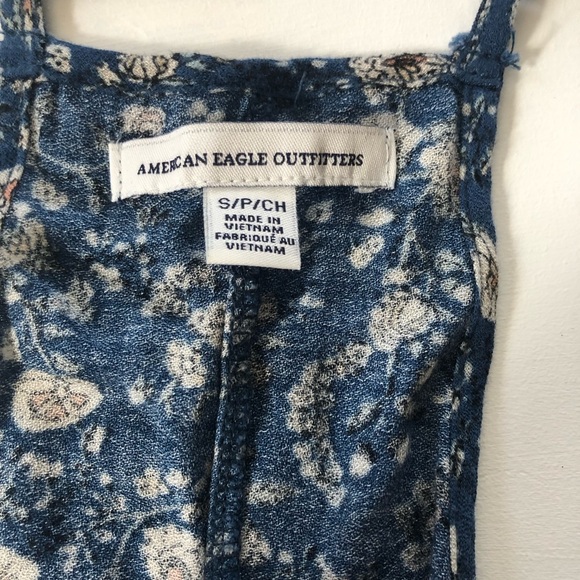 AMERICAN EAGLE OUTFITTERS
S/P/CH
MADE IN
VIETNAM
FABRIQUÉ AU
VIETNAM